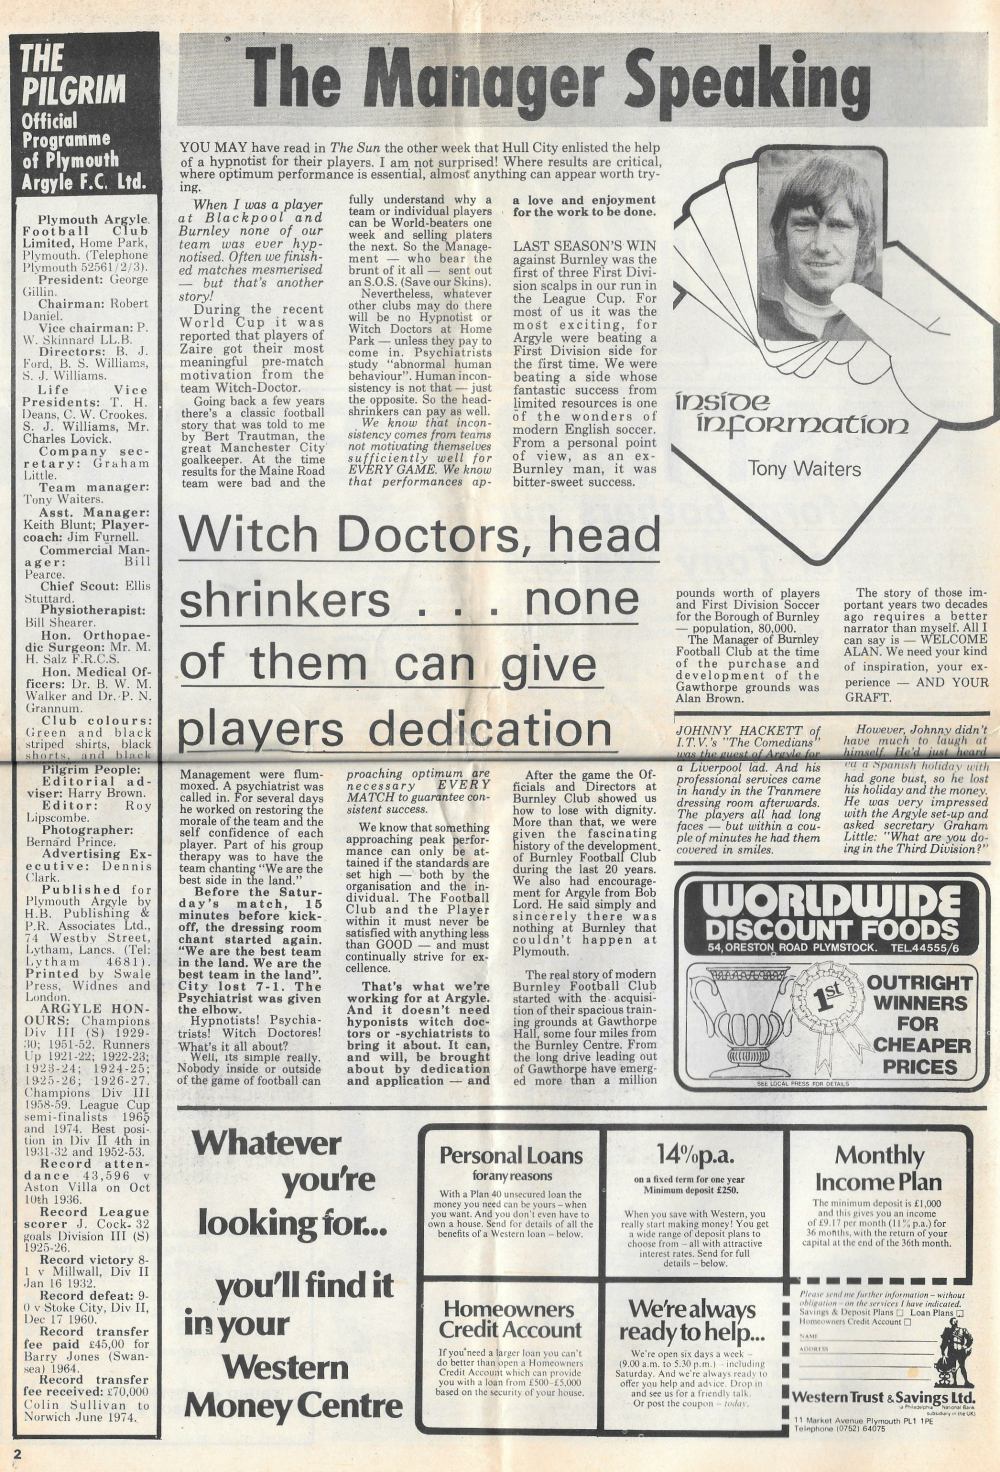 THE
PILGRIM
Official
Programme
of Plymouth
Argyle F.C. Ltd.
Plymouth Argyle
Football Club
Limited, Home Park,
Plymouth. (Telephone
Plymouth 52561/2/3).
President: George
Gillin.
Chairman: Robert
Daniel.
Vice chairman: P.
W. Skinnard LL.B.
Directors: B. J.
Ford, B. S. Williams,
S. J. Williams.
Life Vice
Presidents: T. H.
Deans, C. W. Crookes.
S. J. Williams, Mr.
Charles Lovick.
Company sec-
retary: Graham
Little.
Team manager:
Tony Waiters.
Asst. Manager:
Keith Blunt; Player-
coach: Jim Furnell.
Commercial Man-
ager: Bill
Pearce.
Chief Scout: Ellis
Stuttard.
Physiotherapist:
Bill Shearer.
Hon. Orthopae-
dic Surgeon: Mr. M.
H. Salz F.R.C.S.
Hon. Medical Of-
ficers: Dr. B. W. M.
Walker and Dr. P. N.
Grannum.
Club colours:
Green and black
striped shirts, black
shorts, and black
Pilgrim People:
Editorial ad-
viser: Harry Brown.
Editor: Roy
Lipscombe.
Photographer:
Bernard Prince.
Advertising Ex-
ecutive: Dennis
Clark.
Published for
Plymouth Argyle by
H.B. Publishing &
P.R. Associates Ltd.,
74 Westby Street,
Lytham, Lancs. (Tel:
Lytham 4681).
Printed by Swale
Press, Widnes and
London.
ARGYLE HON-
OURS: Champions
Div III (S) 1929-
30; 1951-52. Runners
Up 1921-22; 1922-23;
1923-24; 1924-25;
1925-26; 1926-27.
Champions Div III
1958-59. League Cup
semi-finalists 1965
and 1974. Best posi-
tion in Div II 4th in
1931-32 and 1952-53.
Record atten-
dance 43,596 v
Aston Villa on Oct
10th 1936.
Record League
scorer J. Cock. 32
goals Division III (S)
1925-26.
Record victory 8-
1 v Millwall, Div II
Jan 16 1932.
Record defeat: 9-
0 v Stoke City, Div II,
Dec 17 1960.
Record transfer
fee paid £45,00 for
Barry Jones (Swan-
sea) 1964.
Record transfer
fee received: £70,000
Colin Sullivan to
Norwich June 1974.
2
The Manager Speaking
YOU MAY have read in The Sun the other week that Hull City enlisted the help
of a hypnotist for their players. I am not surprised! Where results are critical,
where optimum performance is essential, almost anything can appear worth try-
ing.
When I was a player
at Blackpool and
Burnley none of our
team was ever hyp-
notised. Often we finish-
ed matches mesmerised
— but that's another
story!
During the recent
World Cup it was
reported that players of
Zaire got their most
meaningful pre-match
motivation from the
team Witch-Doctor.
Going back a few years
there's a classic football
story that was told to me
by Bert Trautman, the
great Manchester City
goalkeeper. At the time
results for the Maine Road
team were bad and the
fully understand why a
team or individual players
can be World-beaters one
week and selling platers
the next. So the Manage-
ment — who bear the
brunt of it all — sent out
an S.O.S. (Save our Skins).
Nevertheless, whatever
other clubs may do there
will be no Hypnotist or
Witch Doctors at Home
Park — unless they pay to
come in. Psychiatrists
study "abnormal human
behaviour". Human incon-
sistency is not that — just
the opposite. So the head-
shrinkers can pay as well.
We know that incon-
sistency comes from teams
not motivating themselves
sufficiently well for
EVERY GAME. We know
that performances ap-
a love and enjoyment
for the work to be done.
LAST SEASON'S WIN
against Burnley was the
first of three First Divi-
sion scalps in our run in
the League Cup. For
most of us it was the
most exciting, for
Argyle were beating a
First Division side for
the first time. We were
beating a side whose
fantastic success from
limited resources is one
of the wonders of
modern English soccer.
From a personal point
of view, as an ex-
Burnley man, it was
bitter-sweet success.
inside
information
Tony Waiters
Witch Doctors, head
shrinkers . . . none
of them can give
players dedication
Management were flum-
moxed. A psychiatrist was
called in. For several days
he worked on restoring the
morale of the team and the
self confidence of each
player. Part of his group
therapy was to have the
team chanting "We are the
best side in the land."
Before the Satur-
day's match, 15
minutes before kick-
off, the dressing room
chant started again.
"We are the best team
in the land. We are the
best team in the land".
City lost 7-1. The
Psychiatrist was given
the elbow.
Hypnotists! Psychia-
trists! Witch Doctores!
What's it all about?
Well, its simple really.
Nobody inside or outside
of the game of football can
proaching optimum are
necessary EVERY
MATCH to guarantee con-
sistent success.
We know that something
approaching peak perfor-
mance can only be at-
tained if the standards are
set high — both by the
organisation and the in-
dividual. The Football
Club and the Player
within it must never be
satisfied with anything less
than GOOD — and must
continually strive for ex-
cellence.
That's what we're
working for at Argyle.
And it doesn't need
hyponists witch doc-
tors or -sychiatrists to
bring it about. It can,
and will, be brought
about by dedication
and application — and
After the game the Of-
ficials and Directors at
Burnley Club showed us
how to lose with dignity.
More than that, we were
given the fascinating
history of the development
of Burnley Football Club
during the last 20 years.
We also had encourage-
ment for Argyle from Bob
Lord. He said simply and
sincerely there was
nothing at Burnley that
couldn't happen at
Plymouth.
The real story of modern
Burnley Football Club
started with the acquisi-
tion of their spacious train-
ing grounds at Gawthorpe
Hall, some four miles from
the Burnley Centre. From
the long drive leading out
of Gawthorpe have emerg-
ed more than a million
pounds worth of players
and First Division Soccer
for the Borough of Burnley
— population, 80,000.
The Manager of Burnley
Football Club at the time
of the purchase and
development of the
Gawthorpe grounds was
Alan Brown.
The story of those im-
portant years two decades
ago requires a better
narrator than myself. All I
can say is — WELCOME
ALAN. We need your kind
of inspiration, your ex-
perience — AND YOUR
GRAFT.
JOHNNY HACKETT of
I.T.V.'s "The Comedians"
was the guest of Argyle for
a Liverpool lad. And his
professional services came
in handy in the Tranmere
dressing room afterwards.
The players all had long
faces — but within a cou-
ple of minutes he had them
covered in smiles.
However, Johnny didn't
have much to laugh at
himself. He'd just heard
a Spanish holiday with
had gone bust, so he lost
his holiday and the money.
He was very impressed
with the Argyle set-up and
asked secretary Graham
Little: "What are you do-
ing in the Third Division?"
WORLDWIDE
DISCOUNT FOODS
54, ORESTON ROAD PLYMSTOCK. TEL.44555/6
1st
OUTRIGHT
WINNERS
FOR
CHEAPER
PRICES
SEE LOCAL PRESS FOR DETAILS
Whatever
you're
looking for...
you'll find it
in your
Western
Money Centre
Personal Loans
for any reasons
With a Plan 40 unsecured loan the
money you need can be yours – when
you want. And you don't even have to
own a house. Send for details of all the
benefits of a Western loan – below.
14% p.a.
on a fixed term for one year
Minimum deposit £250.
When you save with Western, you
really start making money! You get
a wide range of deposit plans to
choose from – all with attractive
interest rates. Send for full
details – below.
Monthly
Income Plan
The minimum deposit is £1,000
and this gives you an income
of £9.17 per month (11% p.a.) for
36 months, with the return of your
capital at the end of the 36th month.
Homeowners
Credit Account
If you need a larger loan you can't
do better than open a Homeowners
Credit Account which can provide
you with a loan from £500-£5,000
based on the security of your house.
We're always
ready to help...
We're open six days a week –
(9.00 a.m. to 5.30 p.m.) – including
Saturday. And we're always ready to
offer you help and advice. Drop in
and see us for a friendly talk.
Or post the coupon – today.
Please send me further information – without
obligation – on the services I have indicated.
Savings & Deposit Plans Loan Plans
Homeowners Credit Account
NAME
ADDRESS
Western Trust & Savings Ltd.
(a Philadelphia National Bank
subsidiary in the UK)
11 Market Avenue Plymouth PL1 1PE
Telephone (0752) 64075